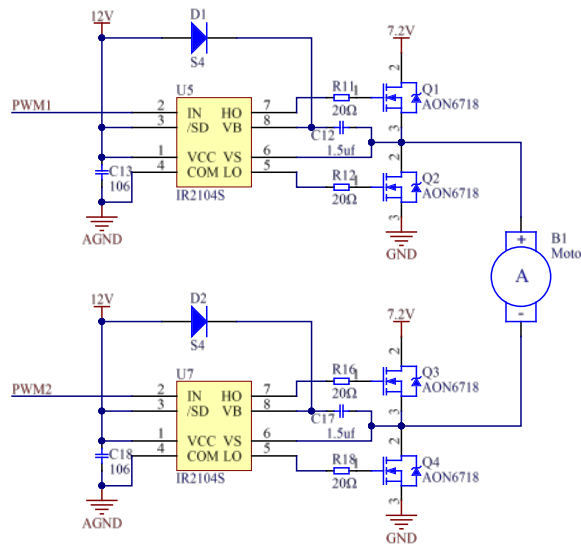 12V
D1
S4
7.2V
U5
PWM1
2 IN HO 7
3 /SD VB 8
1 VCC VS 6
4 COM LO 5
IR2104S
R11
1
20Ω
2
Q1
AON6718
3
C12
1.5uf
C13
106
R12
1
20Ω
2
Q2
AON6718
3
AGND
GND
+
A
-
B1
Moto
12V
D2
S4
7.2V
U7
PWM2
2 IN HO 7
3 /SD VB 8
1 VCC VS 6
4 COM LO 5
IR2104S
R16
1
20Ω
2
Q3
AON6718
3
C17
1.5uf
C18
106
R18
1
20Ω
2
Q4
AON6718
3
AGND
GND